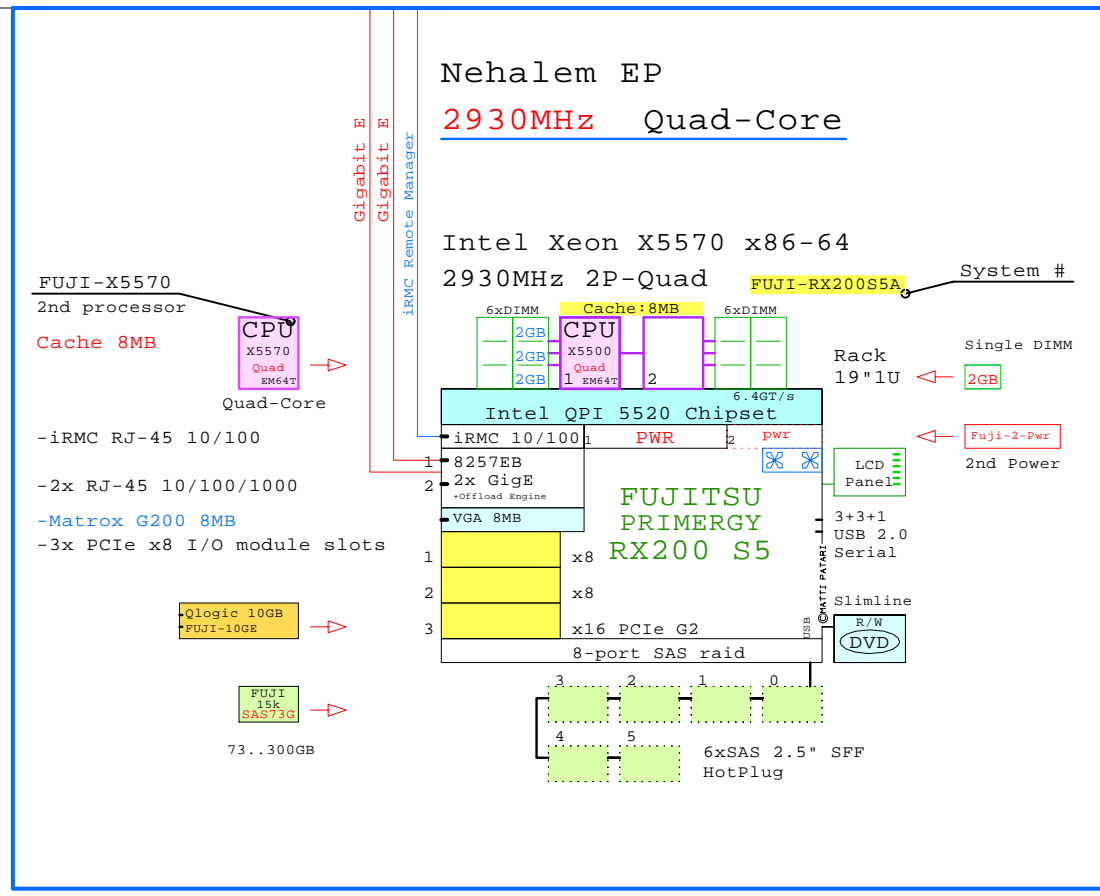 Nehalem EP
2930MHz Quad-Core
Gigabit E
Gigabit E
iRMC Remote Manager
Intel Xeon X5570 x86-64
2930MHz 2P-Quad
FUJI-RX200S5A
System #
FUJI-X5570
2nd processor
Cache 8MB
CPU
X5570
Quad
EM64T
Quad-Core
6xDIMM
Cache:8MB
6xDIMM
2GB
2GB
2GB
CPU
X5500
Quad
1 EM64T
2
Rack
19"1U
Single DIMM
2GB
6.4GT/s
Intel QPI 5520 Chipset
-iRMC RJ-45 10/100
iRMC 10/100
1 PWR
2 pwr
Fuji-2-Pwr
2nd Power
1 8257EB
2 2x GigE
+Offload Engine
LCD
Panel
-2x RJ-45 10/100/1000
-Matrox G200 8MB
-3x PCIe x8 I/O module slots
VGA 8MB
FUJITSU
PRIMERGY
RX200 S5
3+3+1
USB 2.0
Serial
©MATTI PATARI
1 x8
2 x8
3 x16 PCIe G2
USB
Qlogic 10GB
FUJI-10GE
Slimline
R/W
DVD
8-port SAS raid
FUJI
15k
SAS73G
73..300GB
3 2 1 0
4 5
6xSAS 2.5" SFF
HotPlug